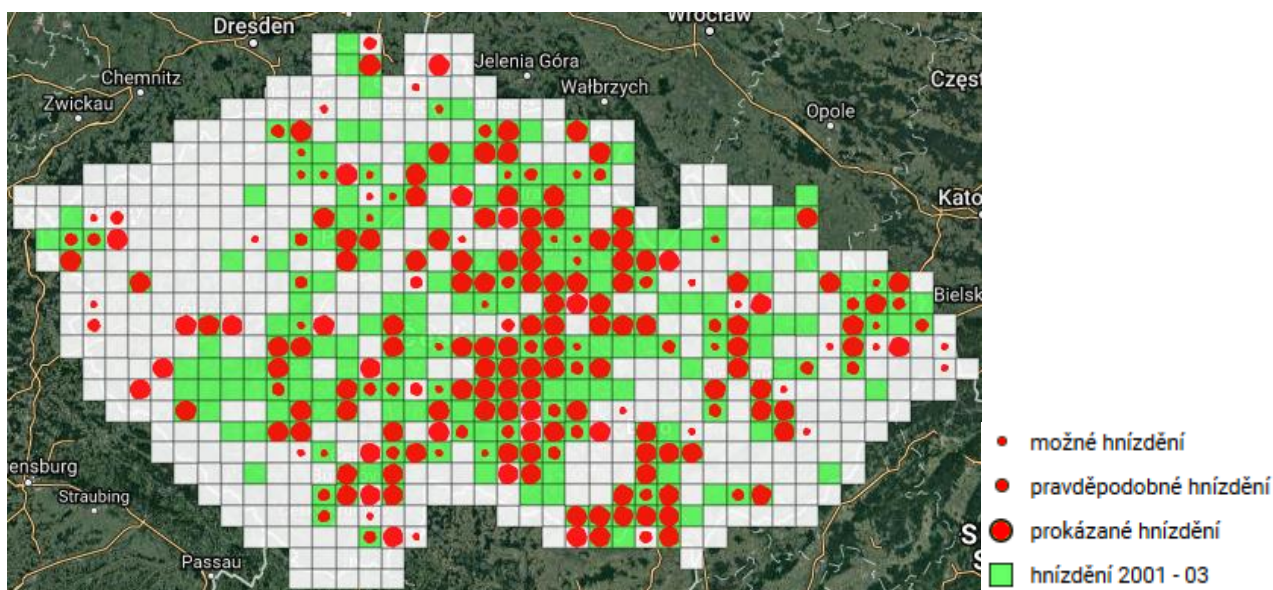 Dresden
Wrocław
Jelenia Góra
Chemnitz
Wałbrzych
Częst
Zwickau
Opole
Kato
Bielsk
možné hnízdění
ensburg
pravděpodobné hnízdění
Straubing
prokázané hnízdění
S
Passau
S
hnízdění 2001 - 03